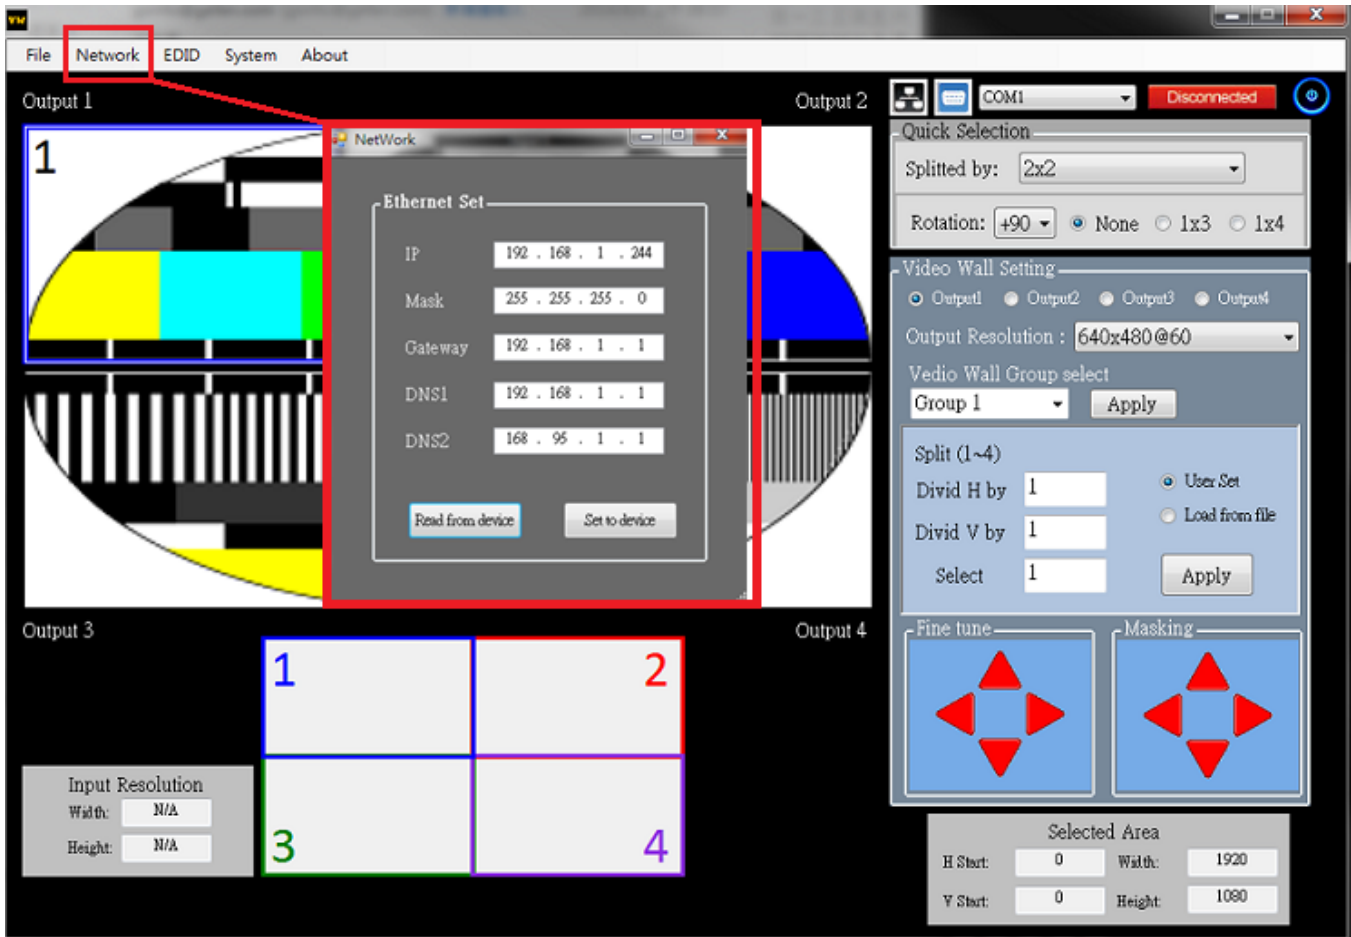 VW
File Network EDID System About
Output 1
Output 2
COM1
Disconnected
1
NetWork
Ethernet Set
IP 192 . 168 . 1 . 244
Mask 255 . 255 . 255 . 0
Gateway 192 . 168 . 1 . 1
DNS1 192 . 168 . 1 . 1
DNS2 168 . 95 . 1 . 1
Read from device Set to device
Quick Selection
Splitted by: 2x2
Rotation: +90 None 1x3 1x4
Video Wall Setting
Output1 Output2 Output3 Output4
Output Resolution : 640x480@60
Vedio Wall Group select
Group 1 Apply
Split (1~4)
Divid H by 1
Divid V by 1
Select 1
User Set
Load from file
Apply
Fine tune
Masking
Output 3
Output 4
1 2
3 4
Input Resolution
Width: N/A
Height: N/A
Selected Area
H Start: 0 Width: 1920
V Start: 0 Height: 1080